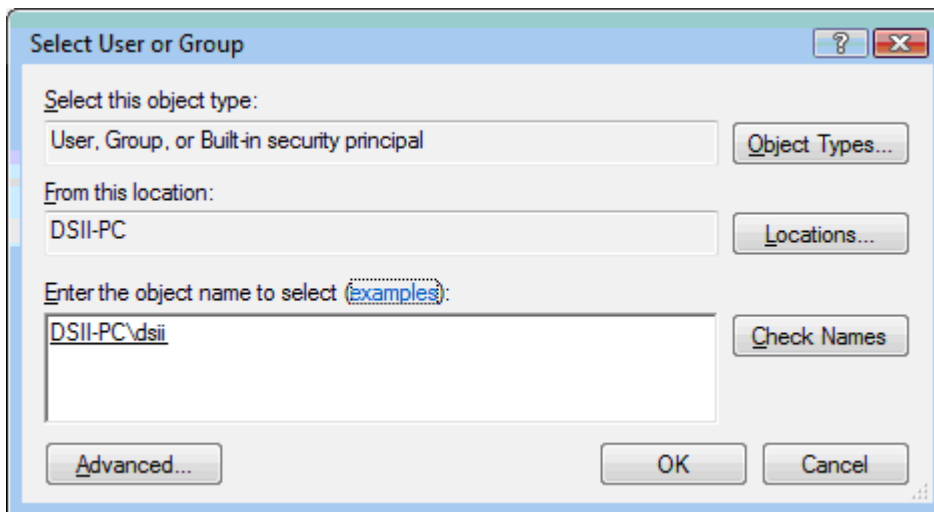 Select User or Group
Select this object type:
User, Group, or Built-in security principal
Object Types...
From this location:
DSII-PC
Locations...
Enter the object name to select (examples):
DSII-PC\dsii
Check Names
Advanced...
OK
Cancel